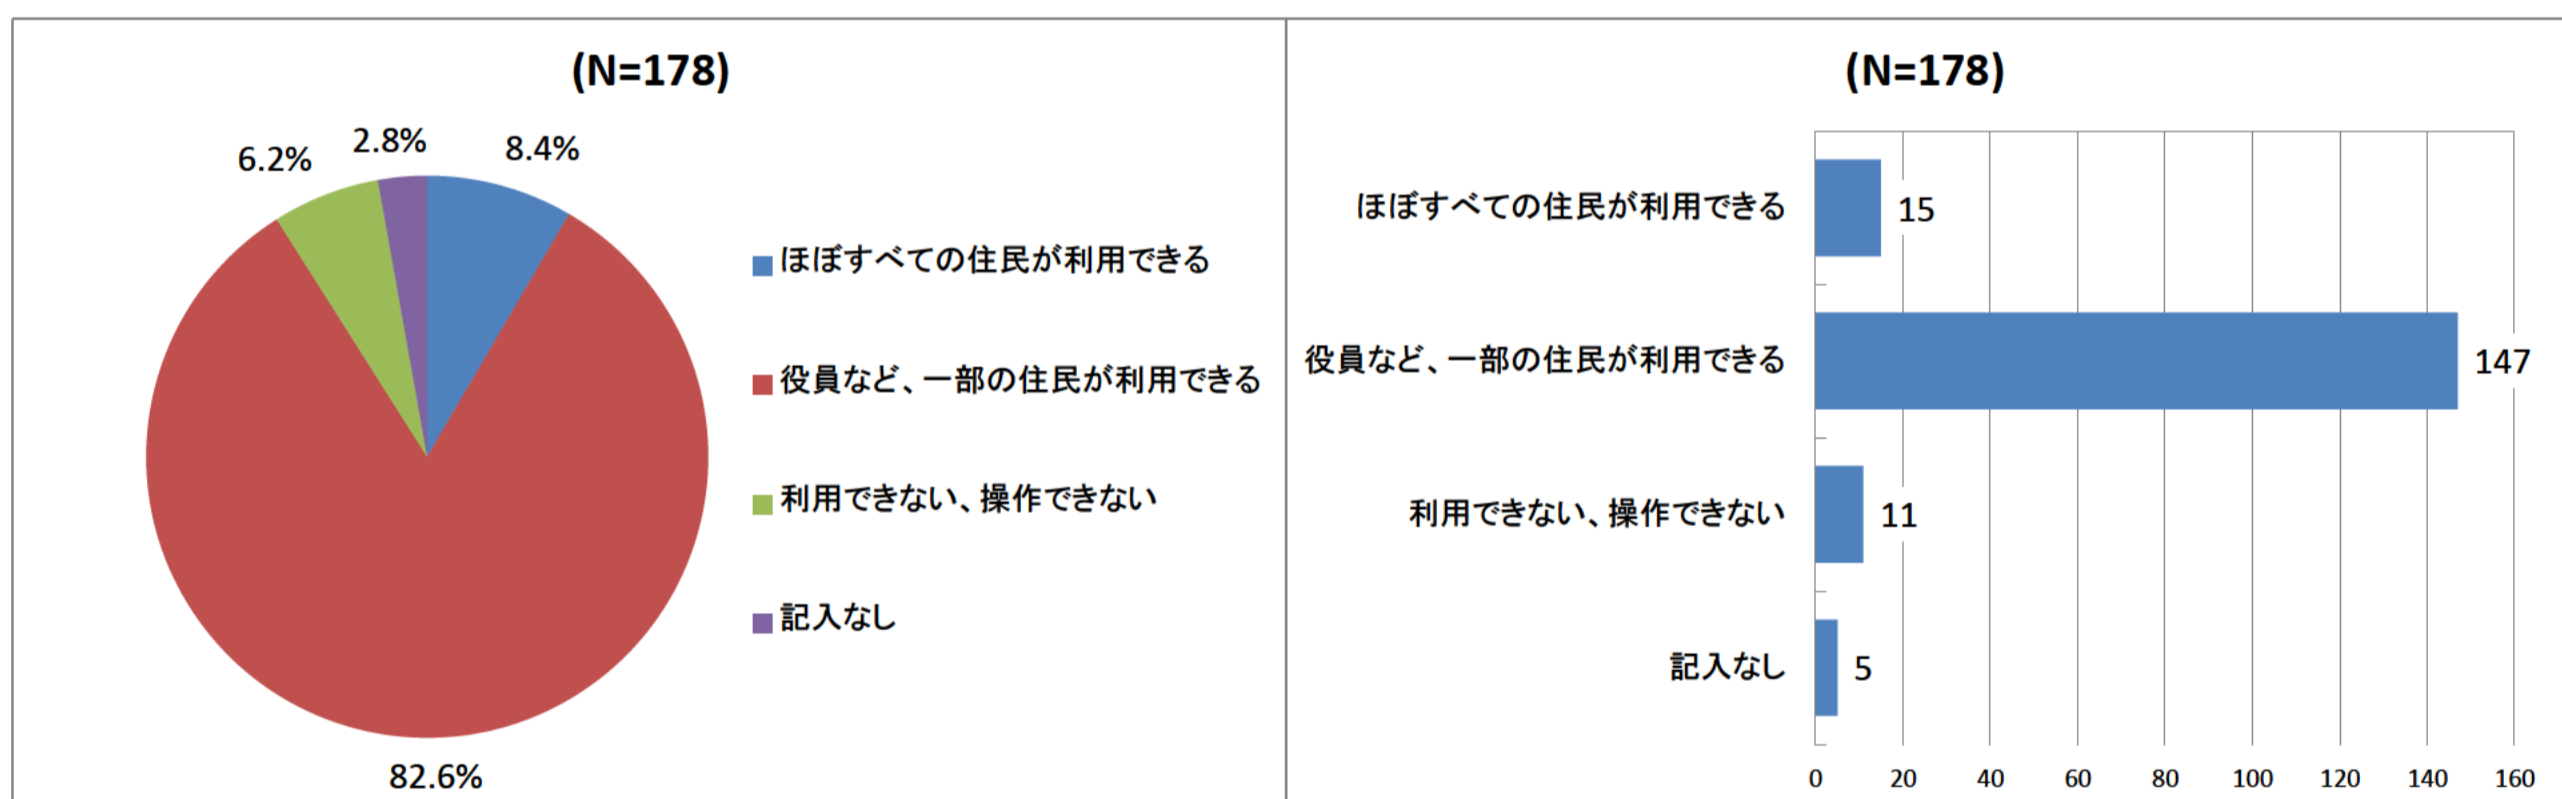 (N=178)
2.8%
8.4%
6.2%
ほぼすべての住民が利用できる
役員など、一部の住民が利用できる
利用できない、操作できない
記入なし
82.6%
(N=178)
ほぼすべての住民が利用できる
15
役員など、一部の住民が利用できる
147
利用できない、操作できない
11
記入なし
5
0 20 40 60 80 100 120 140 160